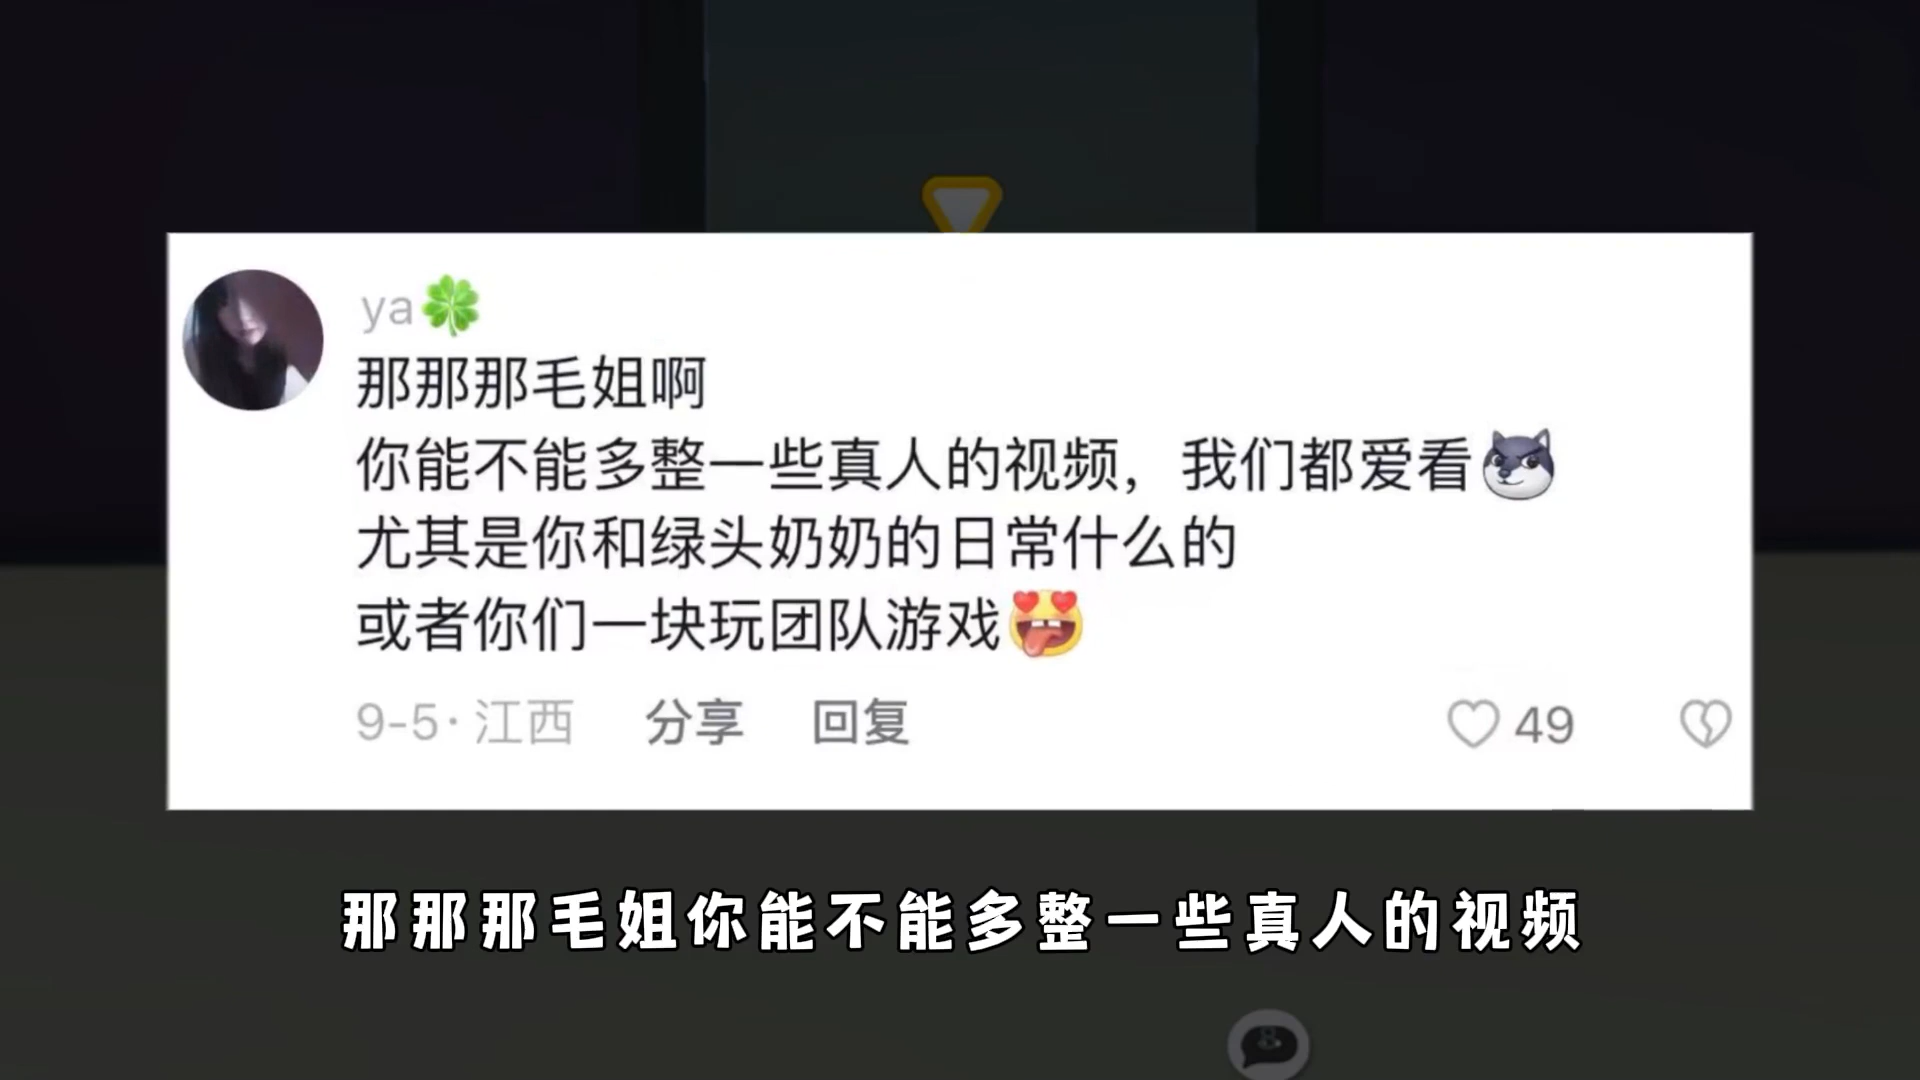 ya🍀
那那那毛姐啊
你能不能多整一些真人的视频，我们都爱看
尤其是你和绿头奶奶的日常什么的
或者你们一块玩团队游戏😍
9-5·江西 分享 回复 49
那那那毛姐你能不能多整一些真人的视频